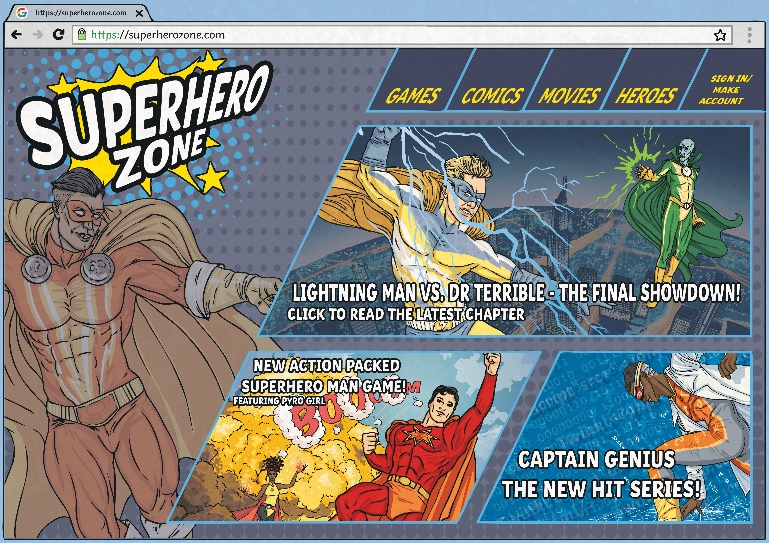 https://superherozone.com
https://superherozone.com
SUPERHERO
ZONE
GAMES
COMICS
MOVIES
HEROES
SIGN IN/
MAKE
ACCOUNT
LIGHTNING MAN VS. DR TERRIBLE - THE FINAL SHOWDOWN!
CLICK TO READ THE LATEST CHAPTER
NEW ACTION PACKED
SUPERHERO MAN GAME!
FEATURING PYRO GIRL
CAPTAIN GENIUS
THE NEW HIT SERIES!